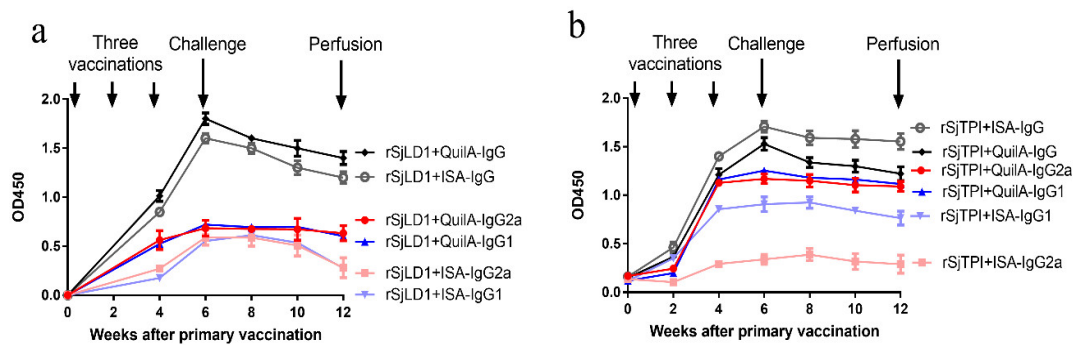 a
Three
vaccinations
Challenge
Perfusion
2.0
1.5
1.0
0.5
0.0
OD450
0 2 4 6 8 10 12
Weeks after primary vaccination
rSjLD1+QuilA-IgG
rSjLD1+ISA-IgG
rSjLD1+QuilA-IgG2a
rSjLD1+QuilA-IgG1
rSjLD1+ISA-IgG2a
rSjLD1+ISA-IgG1
b
Three
vaccinations
Challenge
Perfusion
2.0
1.5
1.0
0.5
0.0
OD450
0 2 4 6 8 10 12
Weeks after primary vaccination
rSjTPI+ISA-IgG
rSjTPI+QuilA-IgG
rSjTPI+QuilA-IgG2a
rSjTPI+QuilA-IgG1
rSjTPI+ISA-IgG1
rSjTPI+ISA-IgG2a